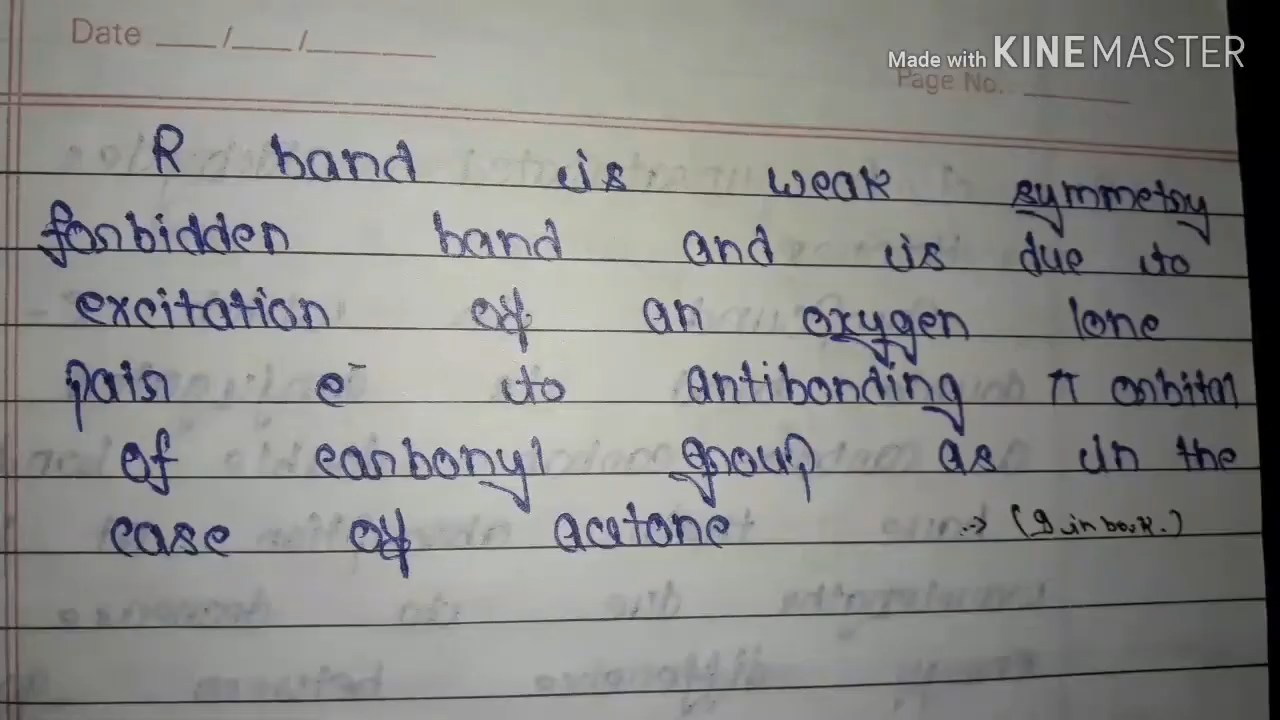 Date __/__/____
Made with KINEMASTER
Page No. ____
R band is weak symmetry
forbidden band and is due to
excitation of an oxygen lone
pair e⁻ to antibonding π orbital
of carbonyl group as in the
case of acetone